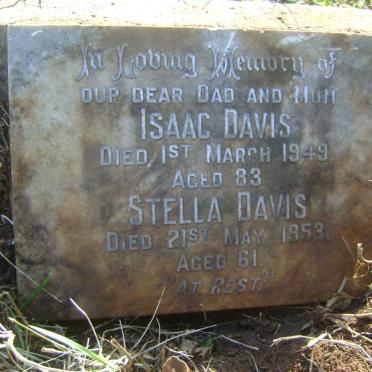 In Loving Memory of
OUR DEAR DAD AND MUM
ISAAC DAVIS
DIED 1ST MARCH 1949
AGED 83
STELLA DAVIS
DIED 21ST MAY 1953.
AGED 61.
"AT REST."